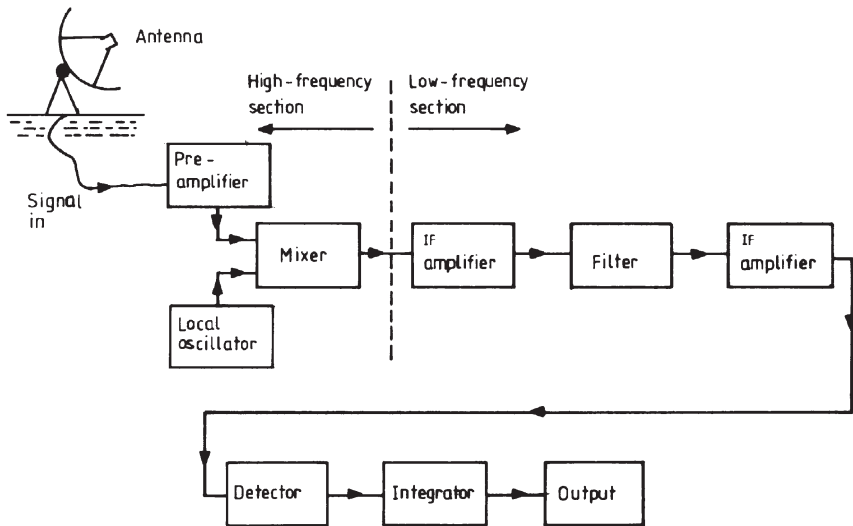 Antenna
High-frequency
section
Low-frequency
section
Pre-
amplifier
Signal
in
Mixer
IF
amplifier
Filter
IF
amplifier
Local
oscillator
Detector
Integrator
Output